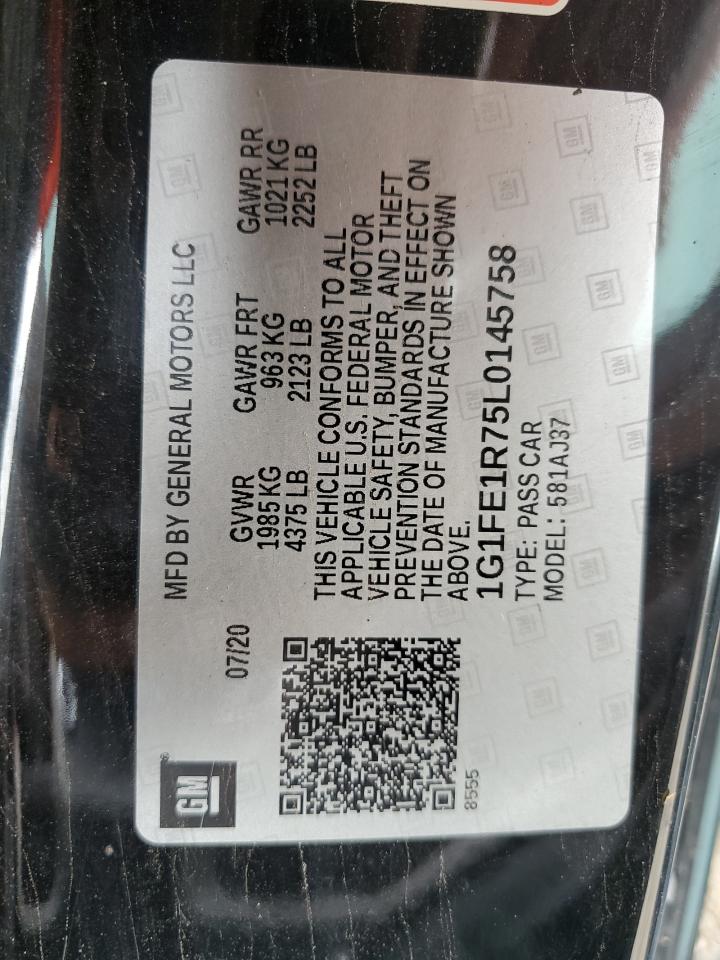 GM
MFD BY GENERAL MOTORS LLC
07/20
GVWR GAWR FRT GAWR RR
1985 KG 963 KG 1021 KG
4375 LB 2123 LB 2252 LB
THIS VEHICLE CONFORMS TO ALL
APPLICABLE U.S. FEDERAL MOTOR
VEHICLE SAFETY, BUMPER, AND THEFT
PREVENTION STANDARDS IN EFFECT ON
THE DATE OF MANUFACTURE SHOWN
ABOVE.
8555
1G1FE1R75L0145758
TYPE: PASS CAR
MODEL: 581AJ37